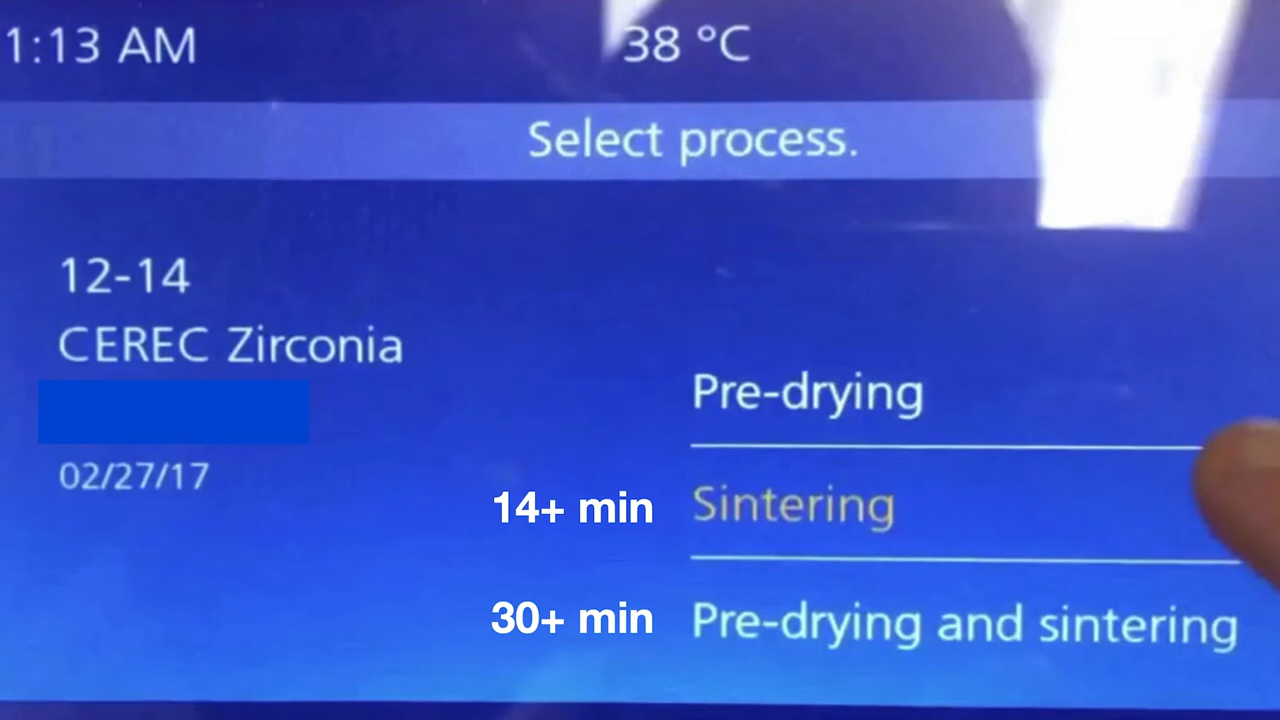 1:13 AM 38 °C
Select process.
12-14
CEREC Zirconia
Pre-drying
02/27/17
14+ min Sintering
30+ min Pre-drying and sintering